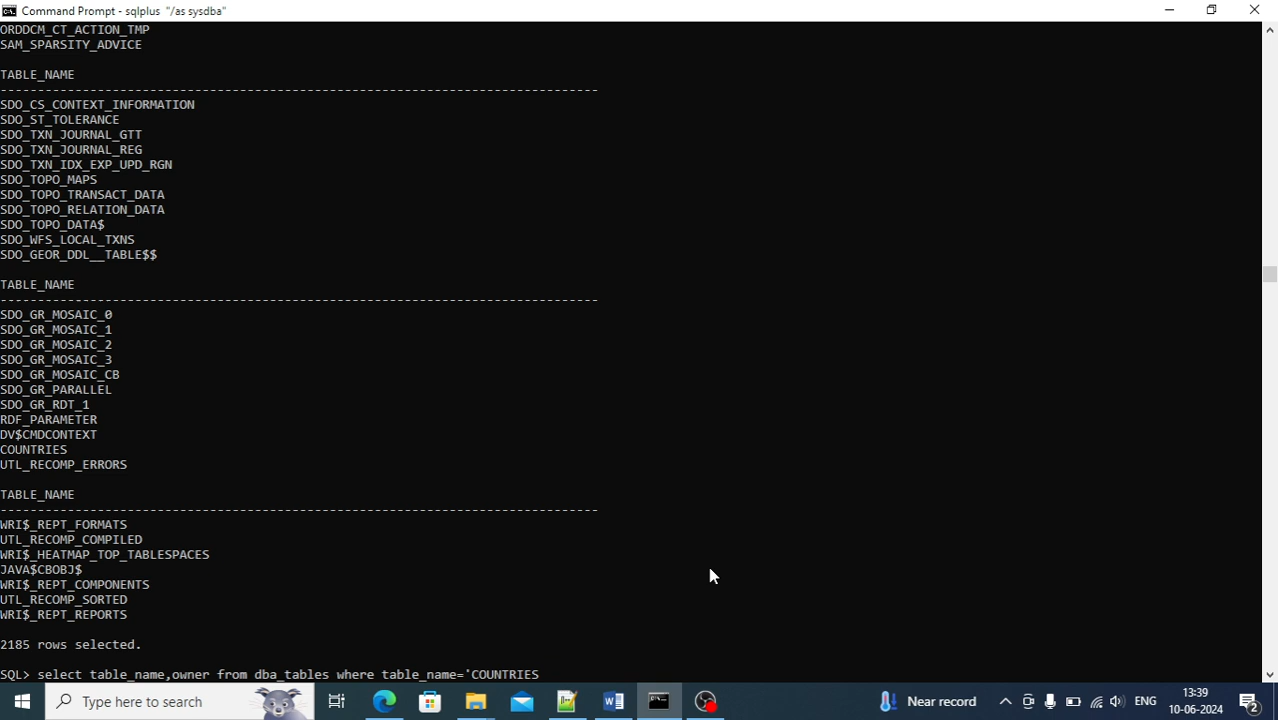 Command Prompt - sqlplus "/as sysdba"
ORDDCM_CT_ACTION_TMP
SAM_SPARSITY_ADVICE
TABLE_NAME
--------------------------------------------------------------------------------
SDO_CS_CONTEXT_INFORMATION
SDO_ST_TOLERANCE
SDO_TXN_JOURNAL_GTT
SDO_TXN_JOURNAL_REG
SDO_TXN_IDX_EXP_UPD_RGN
SDO_TOPO_MAPS
SDO_TOPO_TRANSACT_DATA
SDO_TOPO_RELATION_DATA
SDO_TOPO_DATA$
SDO_WFS_LOCAL_TXNS
SDO_GEOR_DDL__TABLE$$
TABLE_NAME
--------------------------------------------------------------------------------
SDO_GR_MOSAIC_0
SDO_GR_MOSAIC_1
SDO_GR_MOSAIC_2
SDO_GR_MOSAIC_3
SDO_GR_MOSAIC_CB
SDO_GR_PARALLEL
SDO_GR_RDT_1
RDF_PARAMETER
DV$CMDCONTEXT
COUNTRIES
UTL_RECOMP_ERRORS
TABLE_NAME
--------------------------------------------------------------------------------
WRI$_REPT_FORMATS
UTL_RECOMP_COMPILED
WRI$_HEATMAP_TOP_TABLESPACES
JAVA$CBOBJ$
WRI$_REPT_COMPONENTS
UTL_RECOMP_SORTED
WRI$_REPT_REPORTS
2185 rows selected.
SQL> select table_name,owner from dba_tables where table_name='COUNTRIES
Type here to search
Near record
ENG
13:39
10-06-2024
2